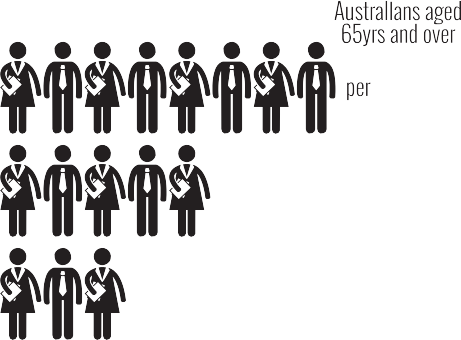 Australians aged
65yrs and over
per